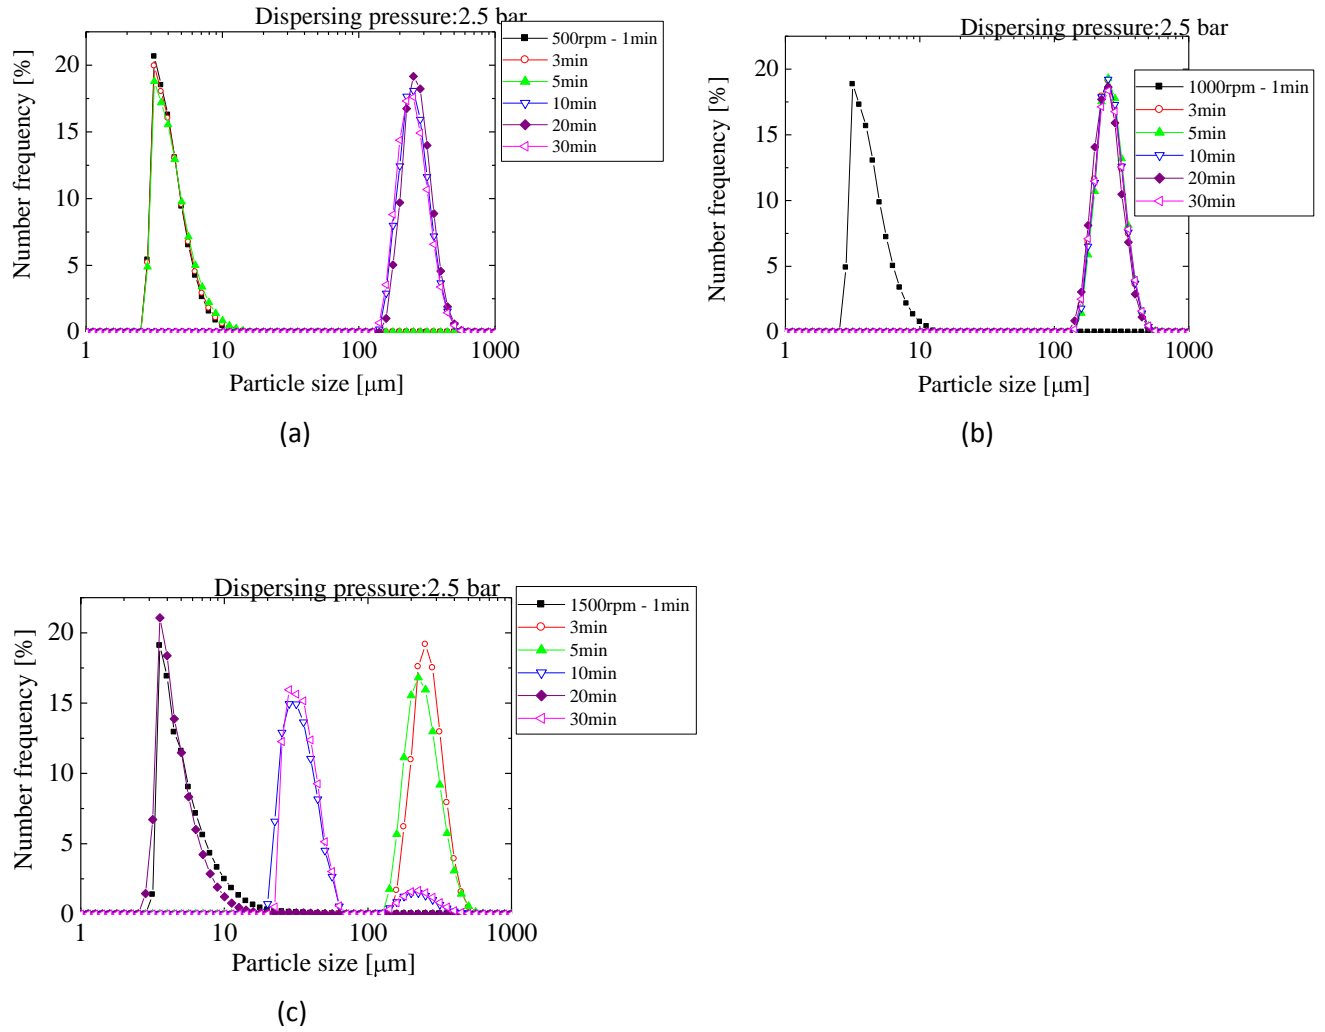 Dispersing pressure:2.5 bar
Number frequency [%]
20
15
10
5
0
1
10
100
1000
Particle size [μm]
500rpm - 1min
3min
5min
10min
20min
30min
(a)
Dispersing pressure:2.5 bar
Number frequency [%]
20
15
10
5
0
1
10
100
1000
Particle size [μm]
1000rpm - 1min
3min
5min
10min
20min
30min
(b)
Dispersing pressure:2.5 bar
Number frequency [%]
20
15
10
5
0
1
10
100
1000
Particle size [μm]
1500rpm - 1min
3min
5min
10min
20min
30min
(c)